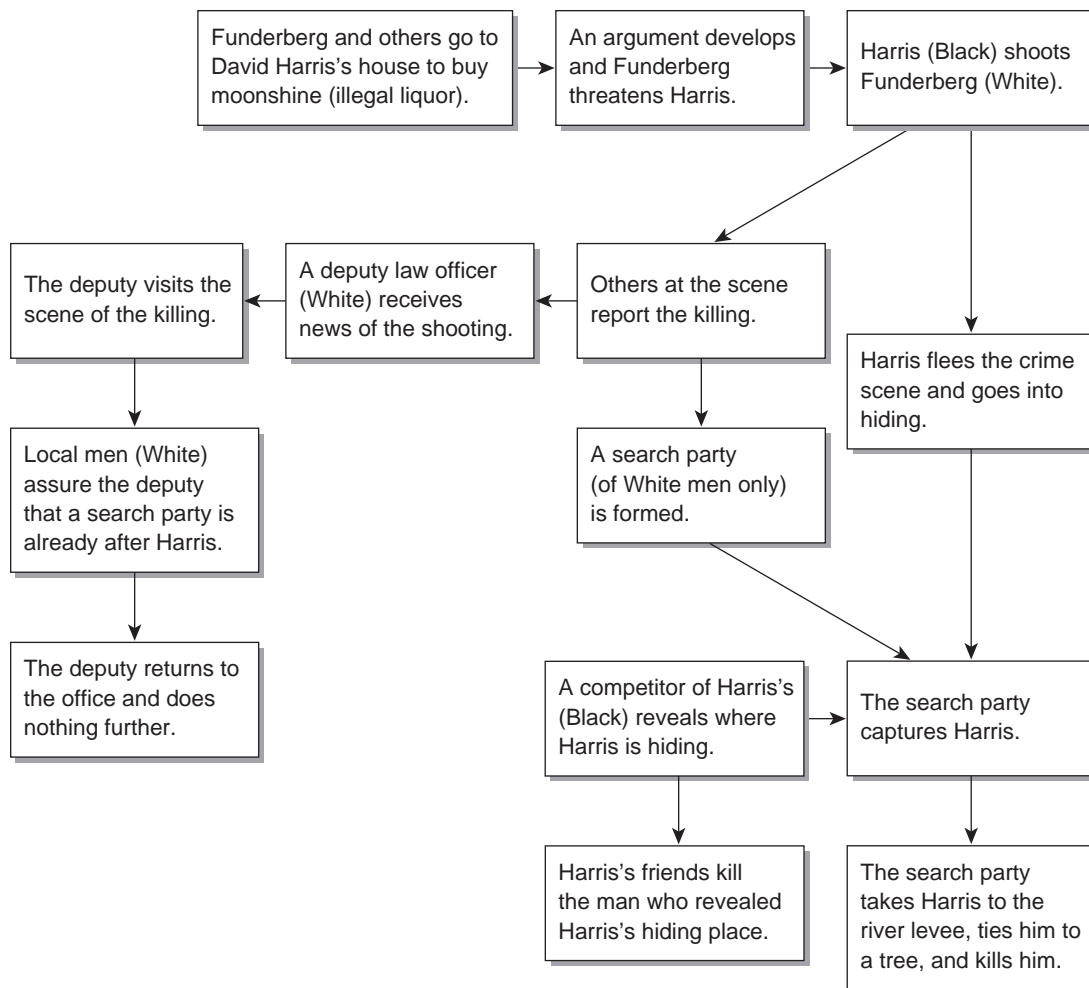 Funderberg and others go to
David Harris’s house to buy
moonshine (illegal liquor).
An argument develops
and Funderberg
threatens Harris.
Harris (Black) shoots
Funderberg (White).
The deputy visits the
scene of the killing.
A deputy law officer
(White) receives
news of the shooting.
Others at the scene
report the killing.
Harris flees the crime
scene and goes into
hiding.
Local men (White)
assure the deputy
that a search party is
already after Harris.
A search party
(of White men only)
is formed.
The deputy returns to
the office and does
nothing further.
A competitor of Harris’s
(Black) reveals where
Harris is hiding.
The search party
captures Harris.
Harris’s friends kill
the man who revealed
Harris’s hiding place.
The search party
takes Harris to the
river levee, ties him to
a tree, and kills him.